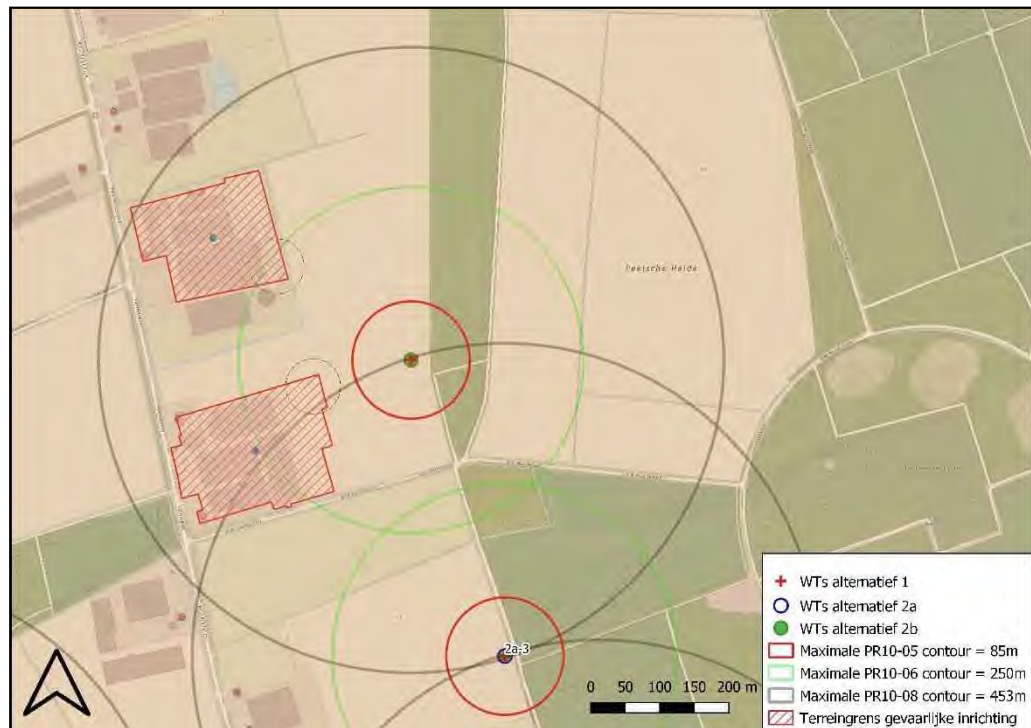 Peelsche Heide
2a-3
WTs alternatief 1
WTs alternatief 2a
WTs alternatief 2b
Maximale PR10-05 contour = 85m
Maximale PR10-06 contour = 250m
Maximale PR10-08 contour = 453m
Terreingrens gevaarlijke inrichting
0 50 100 150 200 m